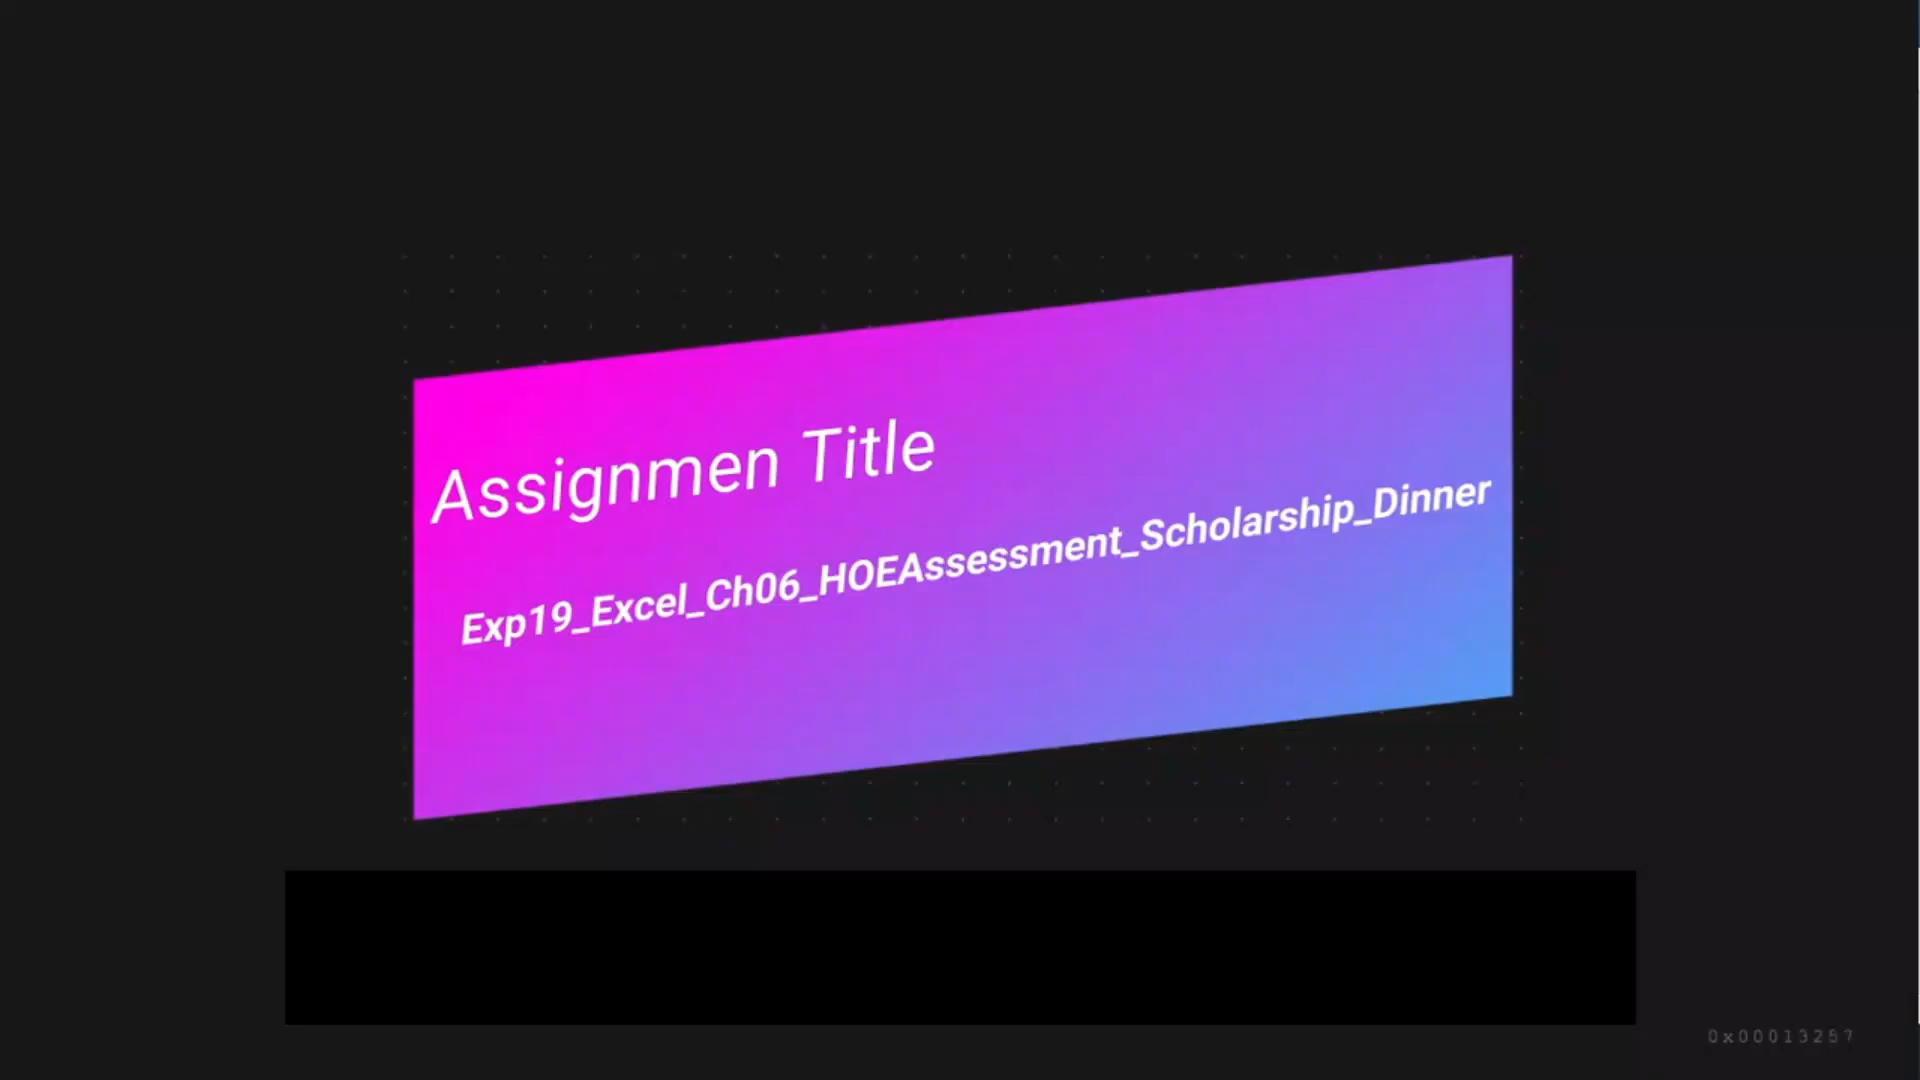 Assignmen Title
Exp19_Excel_Ch06_HOEAssessment_Scholarship_Dinner
0x00013257